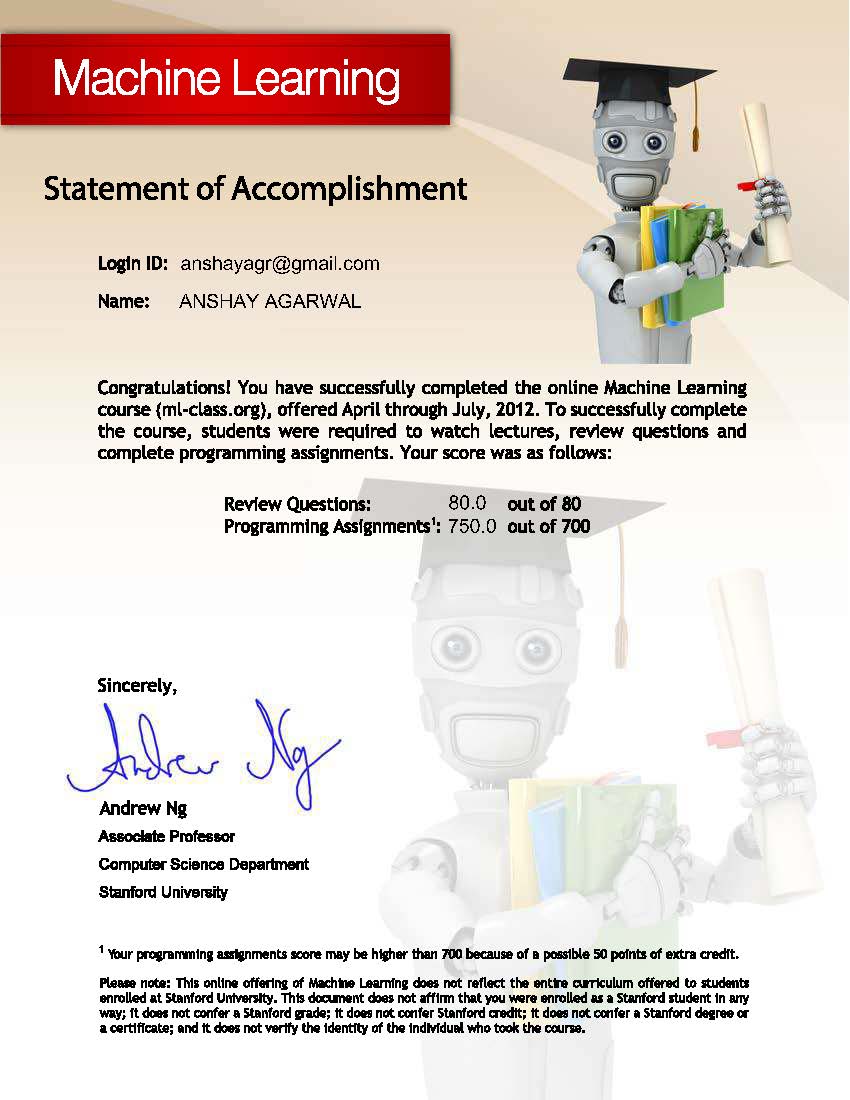 Machine Learning
Statement of Accomplishment
Login ID: anshayagr@gmail.com
Name: ANSHAY AGARWAL
Congratulations! You have successfully completed the online Machine Learning
course (ml-class.org), offered April through July, 2012. To successfully complete
the course, students were required to watch lectures, review questions and
complete programming assignments. Your score was as follows:
Review Questions: 80.0 out of 80
Programming Assignments1: 750.0 out of 700
Sincerely,
Andrew Ng
Andrew Ng
Associate Professor
Computer Science Department
Stanford University
1 Your programming assignments score may be higher than 700 because of a possible 50 points of extra credit.
Please note: This online offering of Machine Learning does not reflect the entire curriculum offered to students
enrolled at Stanford University. This document does not affirm that you were enrolled as a Stanford student in any
way; it does not confer a Stanford grade; it does not confer Stanford credit; it does not confer a Stanford degree or
a certificate; and it does not verify the identity of the individual who took the course.